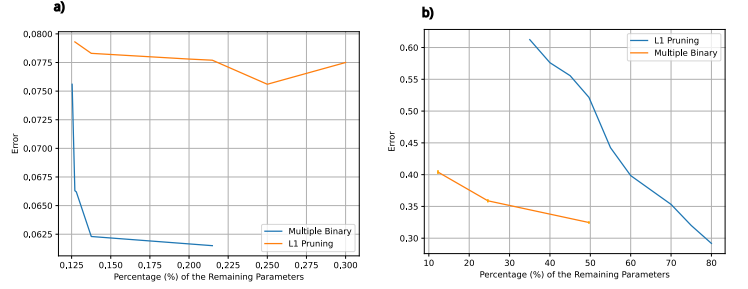 a)
0,0800
0,0775
0,0750
0,0700
0,0675
0,0650
0,0625
Error
0,125 0,150 0,175 0,200 0,225 0,250 0,275 0,300
Percentage (%) of the Remaining Parameters
Multiple Binary
L1 Pruning
b)
0.60
0.55
0.50
0.45
0.40
0.35
0.30
Error
10 20 30 40 50 60 70 80
Percentage (%) of the Remaining Parameters
L1 Pruning
Multiple Binary